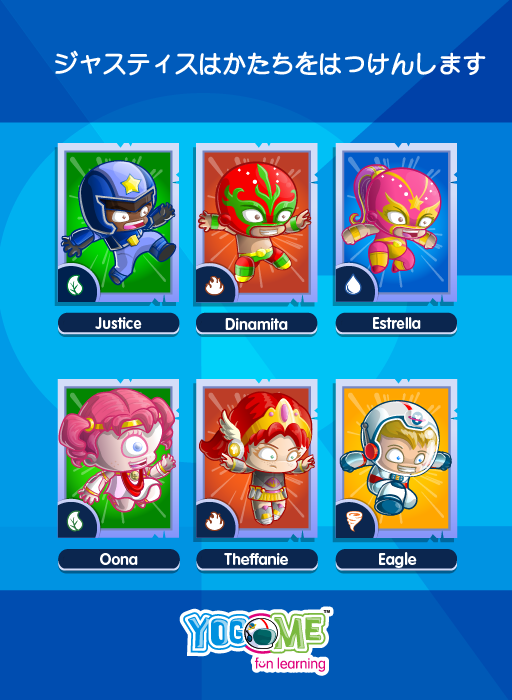 ジャスティスはかたちをはつけんします
Justice
Dinamita
Estrella
Oona
Theffanie
Eagle
YOGOME™
fun learning